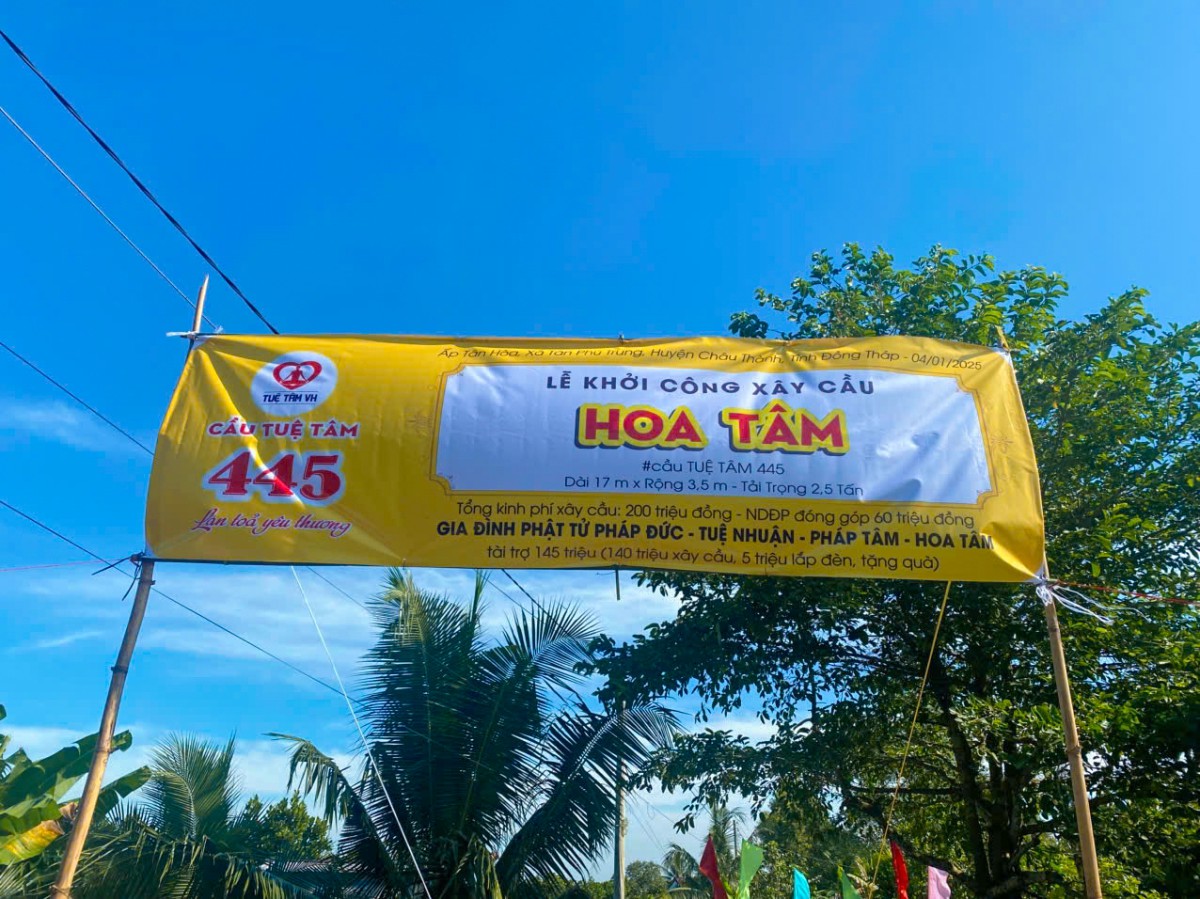 TUỆ TÂM VH
CẦU TUỆ TÂM
445
Lan toả yêu thương
Ấp Tân Hòa, Xã Tân Phú Trung, Huyện Châu Thành, Tỉnh Đồng Tháp - 04/01/2025
LỄ KHỞI CÔNG XÂY CẦU
HOA TÂM
#cầu TUỆ TÂM 445
Dài 17 m x Rộng 3,5 m - Tải Trọng 2,5 Tấn
Tổng kinh phí xây cầu: 200 triệu đồng - NDĐP đóng góp 60 triệu đồng
GIA ĐÌNH PHẬT TỬ PHÁP ĐỨC - TUỆ NHUẬN - PHÁP TÂM - HOA TÂM
tài trợ 145 triệu (140 triệu xây cầu, 5 triệu lắp đèn, tặng quà)